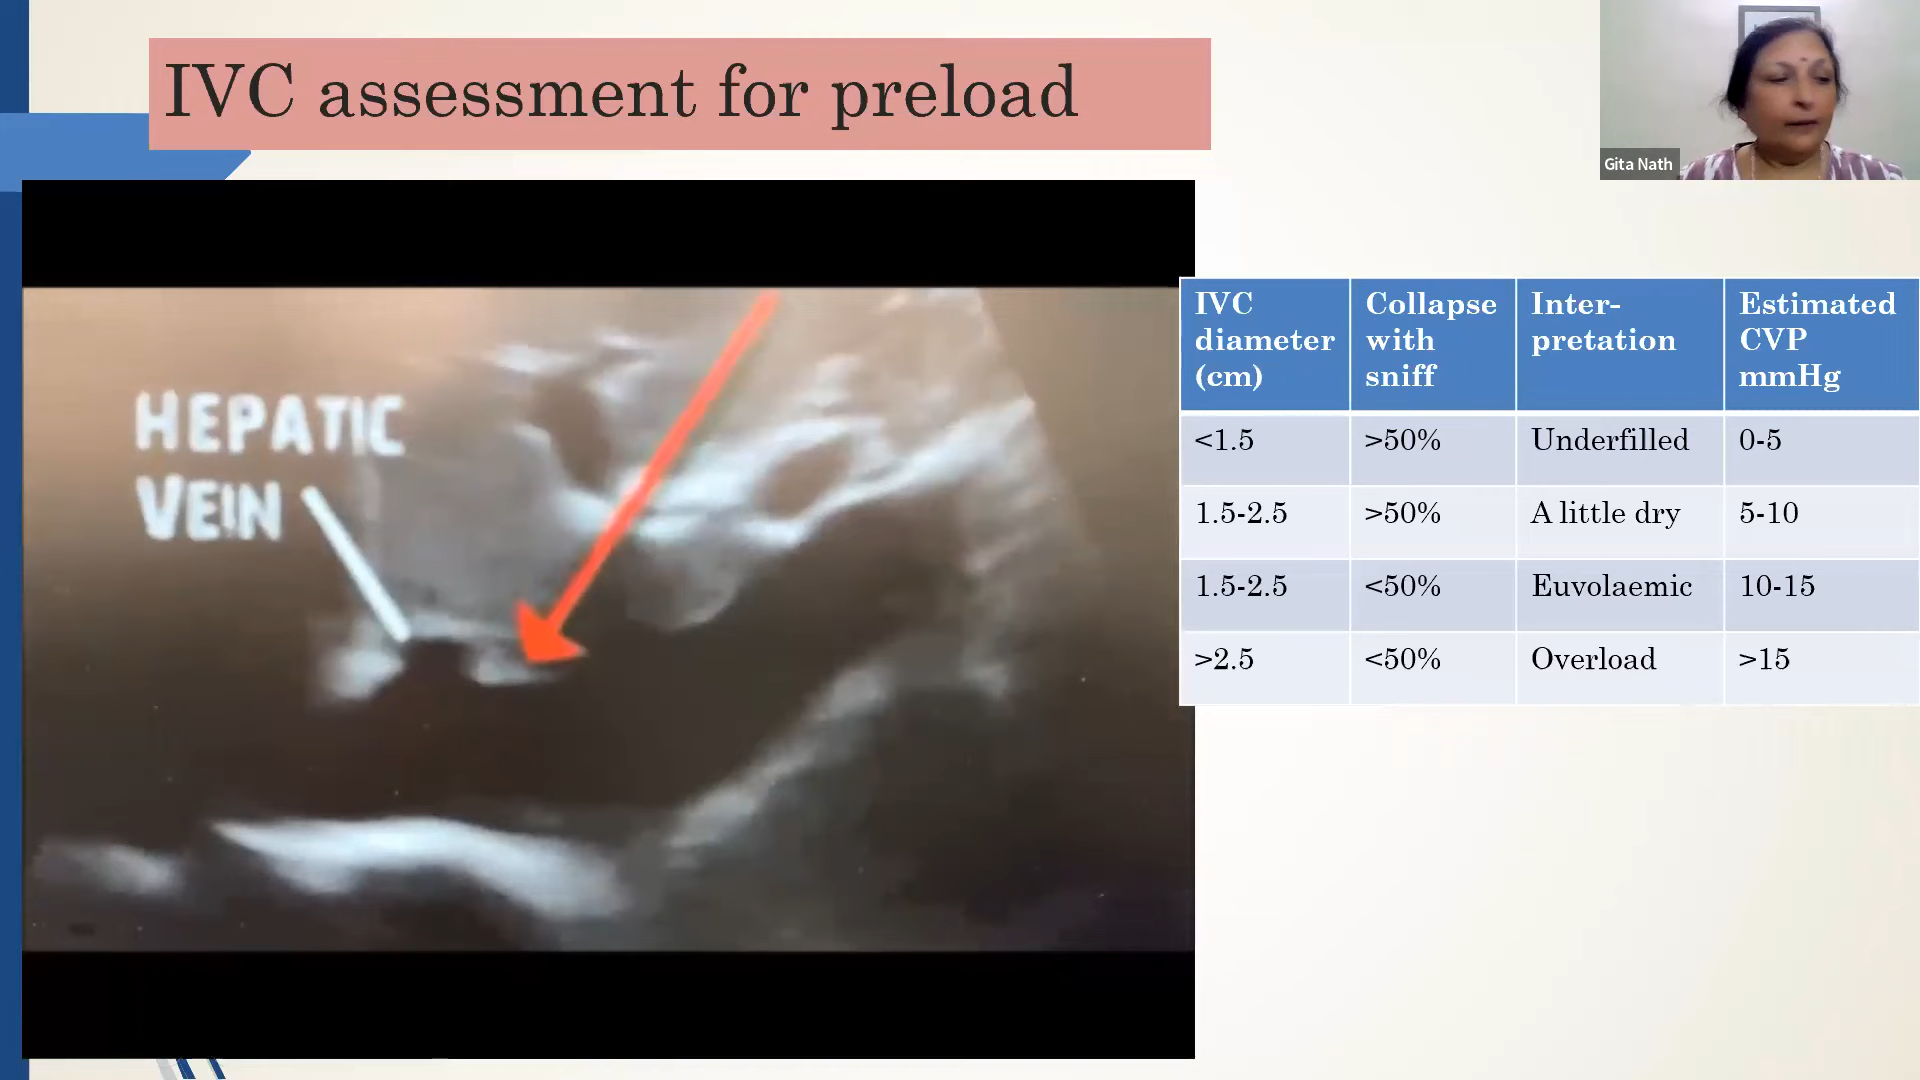 IVC assessment for preload
Gita Nath
HEPATIC
VEIN
IVC diameter (cm) Collapse with sniff Inter-pretation Estimated CVP mmHg
<1.5 >50% Underfilled 0-5
1.5-2.5 >50% A little dry 5-10
1.5-2.5 <50% Euvolaemic 10-15
>2.5 <50% Overload >15